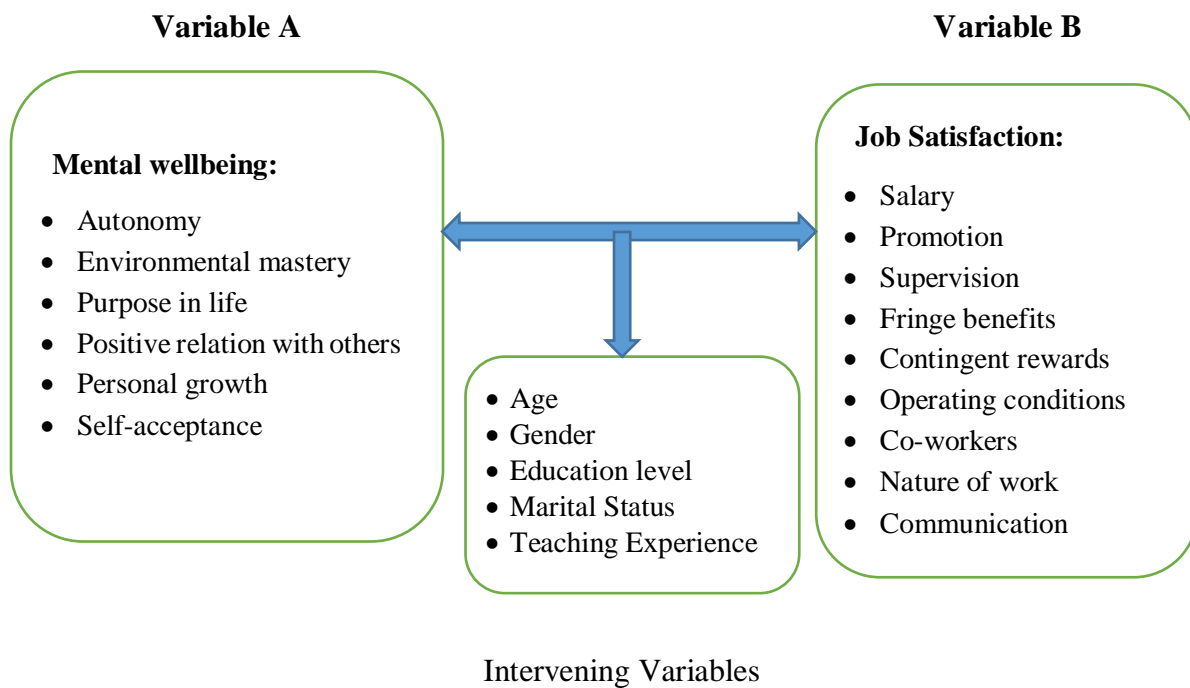 Variable A
Variable B
Mental wellbeing:
• Autonomy
• Environmental mastery
• Purpose in life
• Positive relation with others
• Personal growth
• Self-acceptance
Job Satisfaction:
• Salary
• Promotion
• Supervision
• Fringe benefits
• Contingent rewards
• Operating conditions
• Co-workers
• Nature of work
• Communication
• Age
• Gender
• Education level
• Marital Status
• Teaching Experience
Intervening Variables